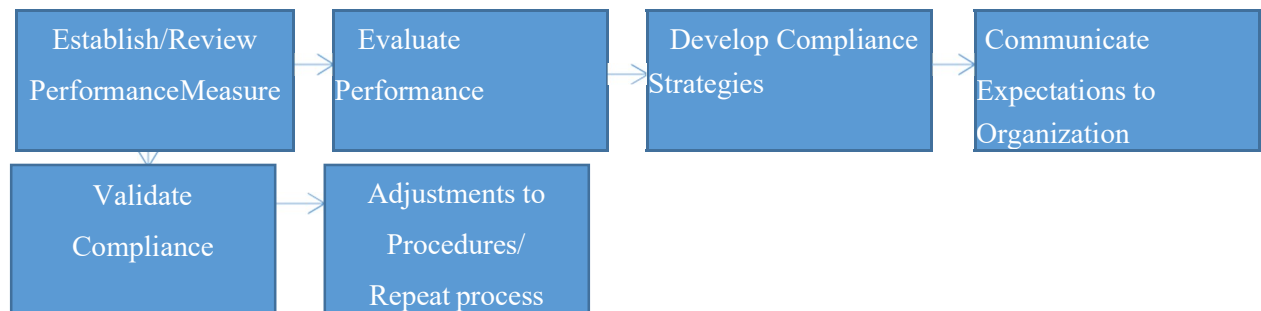 Establish/Review
PerformanceMeasure
Evaluate
Performance
Develop Compliance
Strategies
Communicate
Expectations to
Organization
Validate
Compliance
Adjustments to
Procedures/
Repeat process